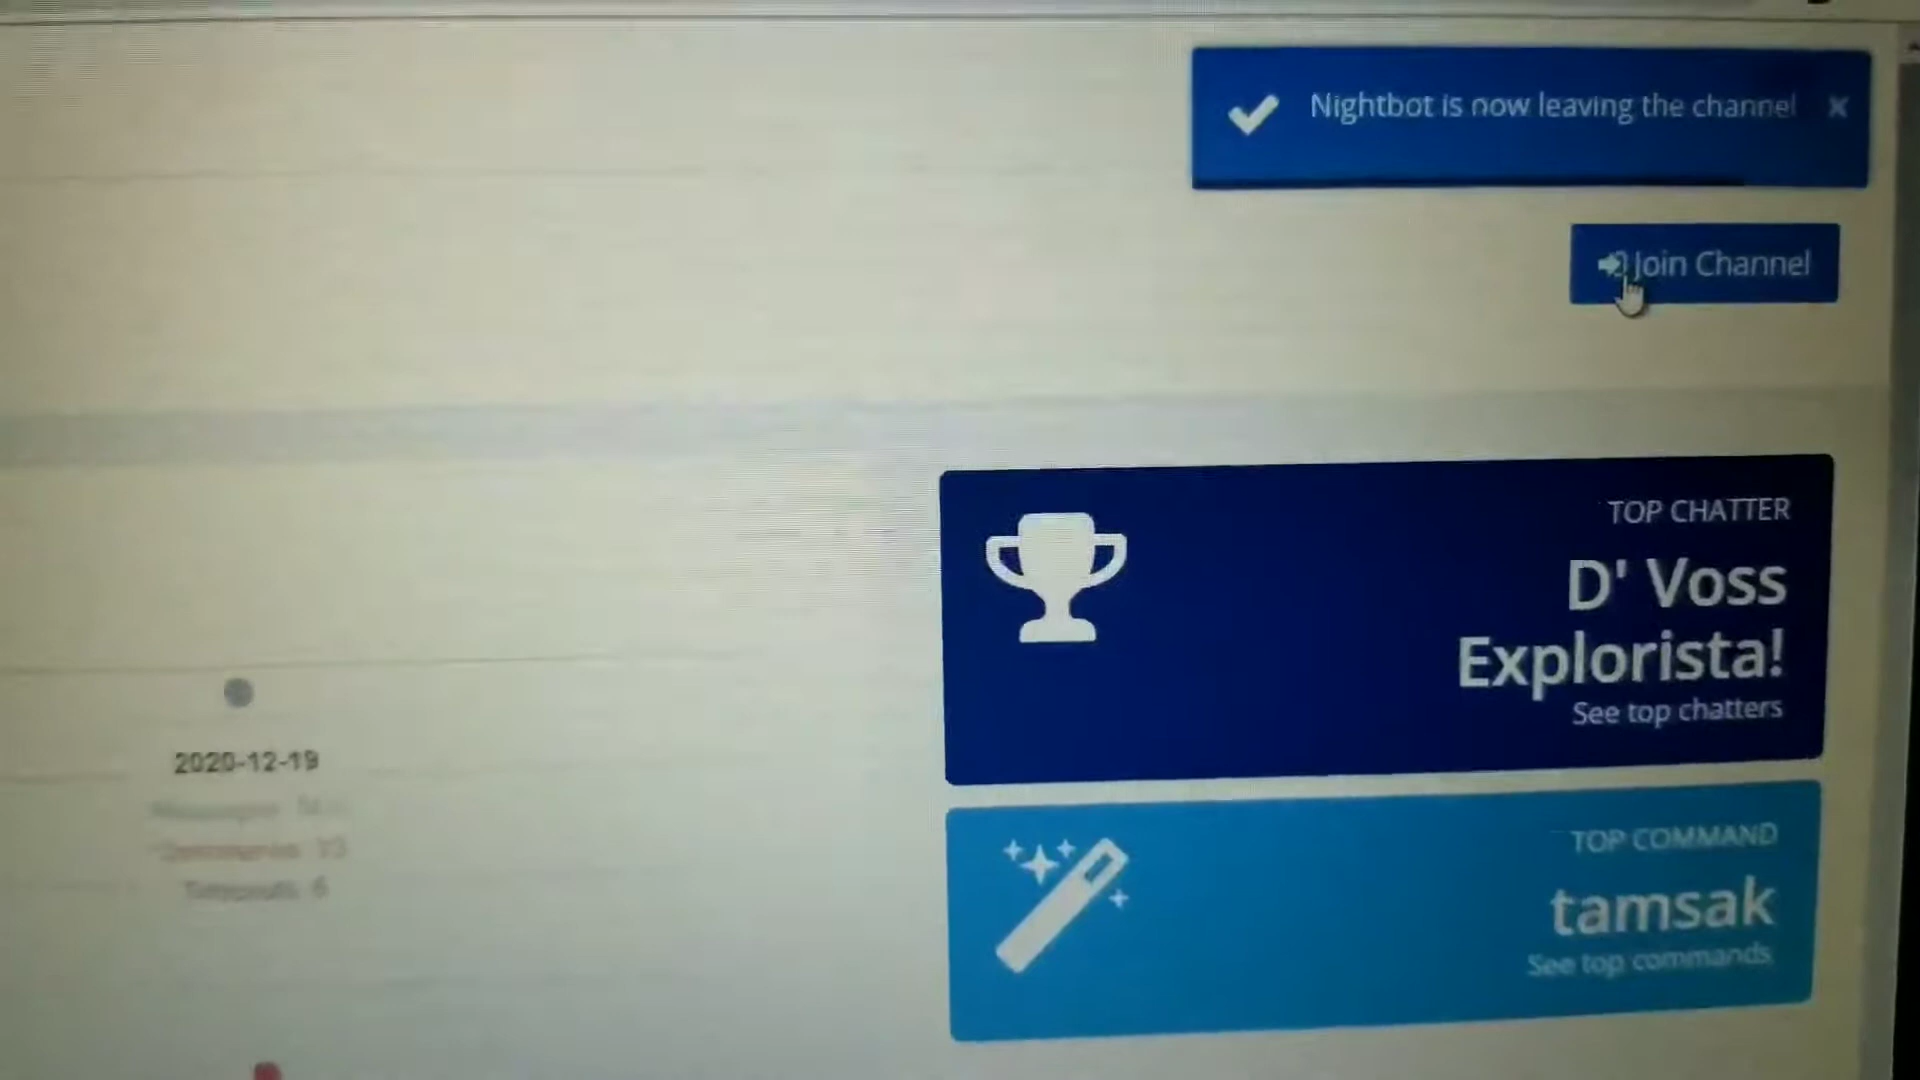 Nightbot is now leaving the channel
Join Channel
TOP CHATTER
D' Voss
Explorista!
See top chatters
2020-12-19
TOP COMMAND
tamsak
See top commands